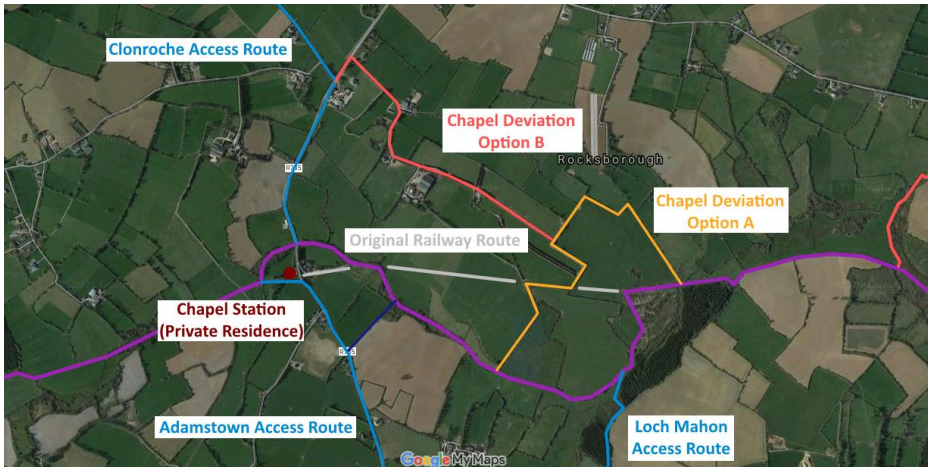 Clonroche Access Route
Chapel Deviation
Option B
Rocksborough
Chapel Deviation
Option A
Original Railway Route
Chapel Station
(Private Residence)
Adamstown Access Route
Loch Mahon
Access Route
Google My Maps